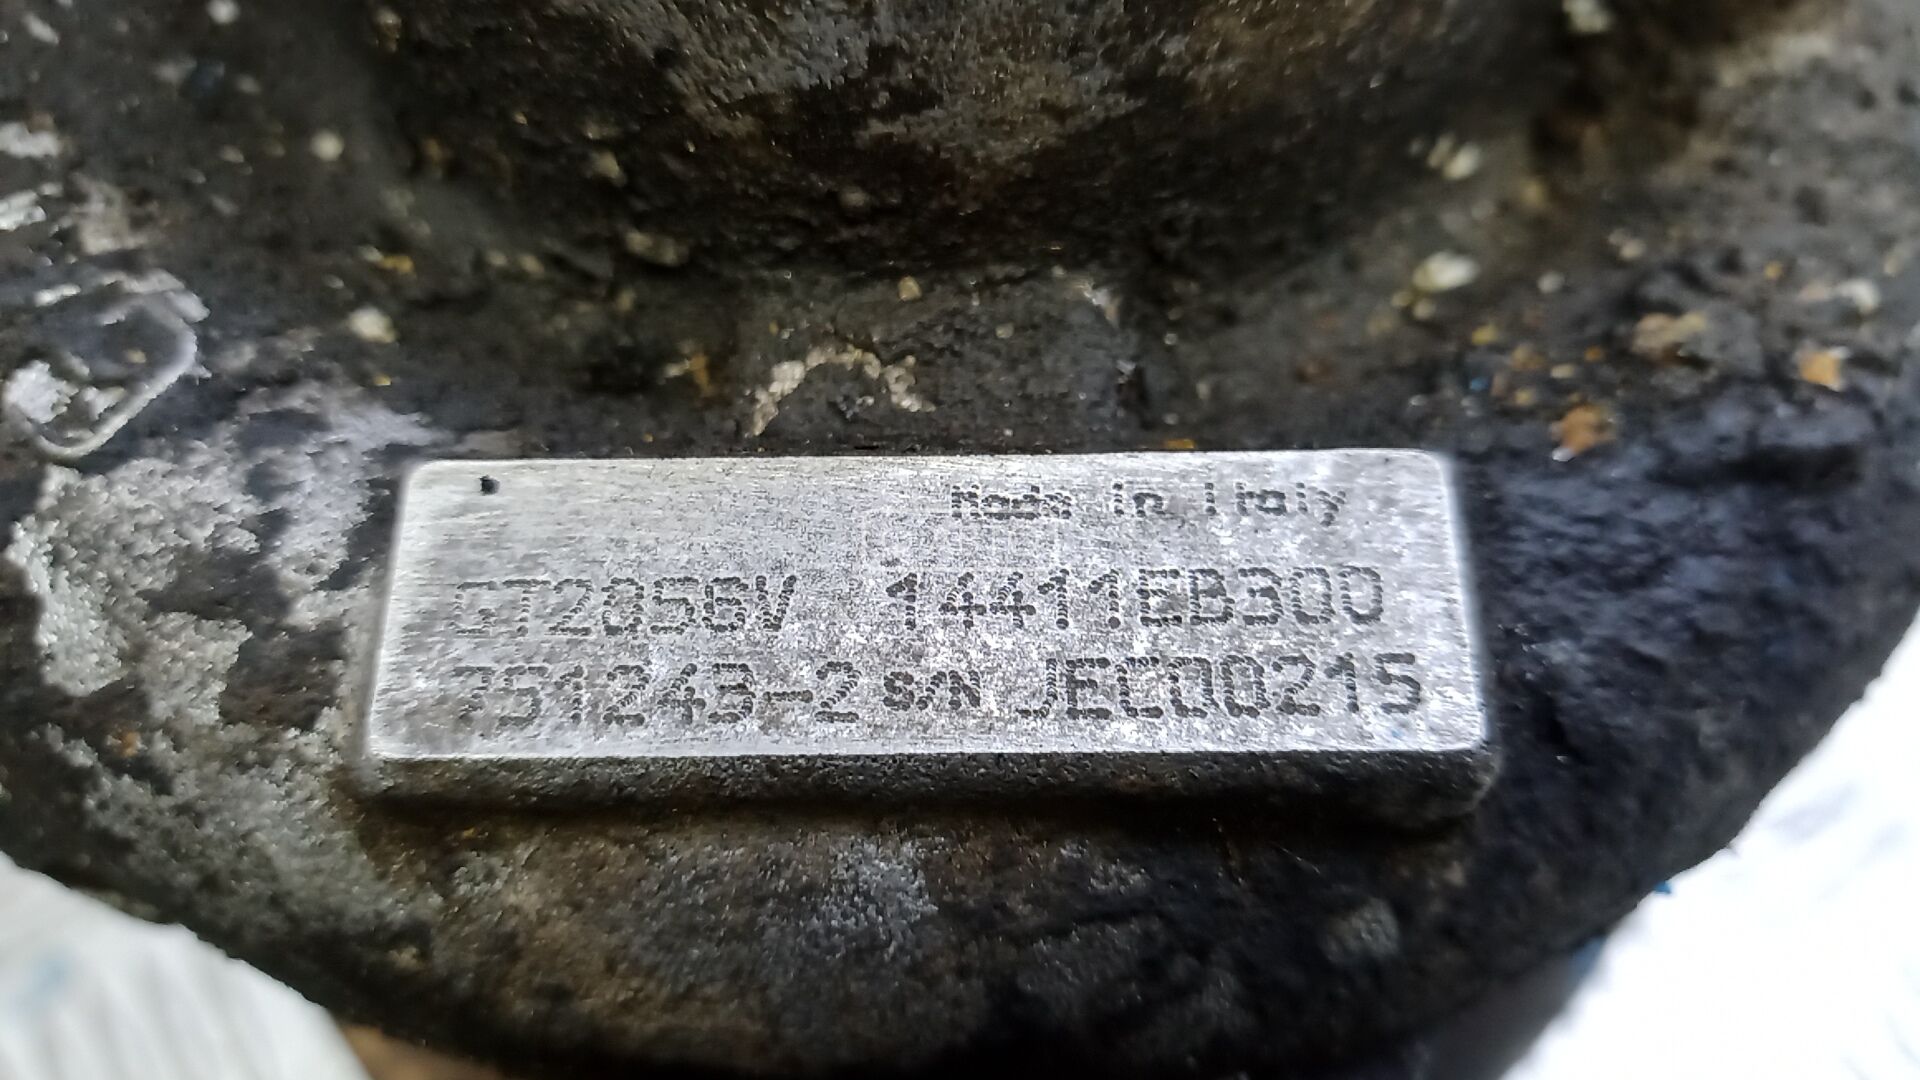 Made in Italy
GT2056V 14411EB300
751243-2 S/N JEC00215